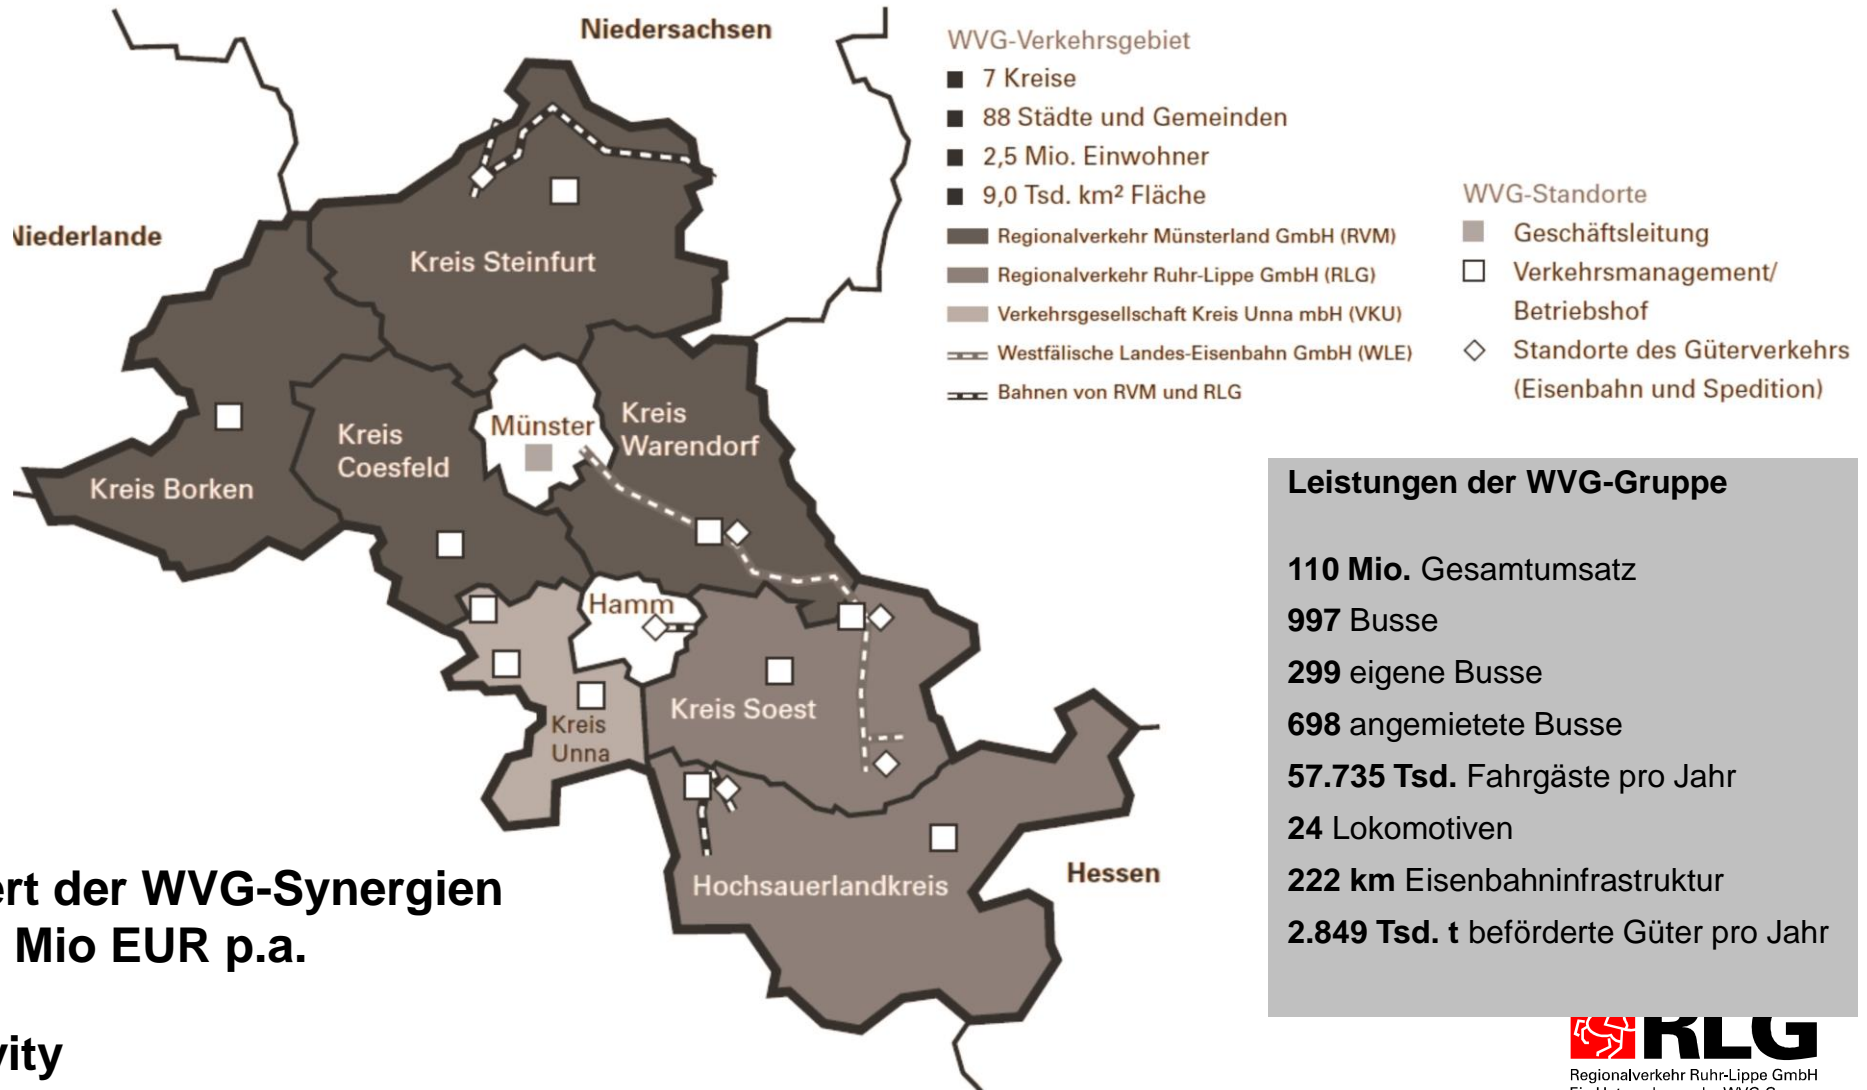 Niedersachsen
Niederlande
Kreis Steinfurt
Münster
Kreis
Warendorf
Kreis
Coesfeld
Kreis Borken
Hamm
Kreis Soest
Kreis
Unna
Hochsauerlandkreis
Hessen
WVG-Verkehrsgebiet
7 Kreise
88 Städte und Gemeinden
2,5 Mio. Einwohner
9,0 Tsd. km² Fläche
Regionalverkehr Münsterland GmbH (RVM)
Regionalverkehr Ruhr-Lippe GmbH (RLG)
Verkehrsgesellschaft Kreis Unna mbH (VKU)
Westfälische Landes-Eisenbahn GmbH (WLE)
Bahnen von RVM und RLG
WVG-Standorte
Geschäftsleitung
Verkehrsmanagement/
Betriebshof
Standorte des Güterverkehrs
(Eisenbahn und Spedition)
Leistungen der WVG-Gruppe
110 Mio. Gesamtumsatz
997 Busse
299 eigene Busse
698 angemietete Busse
57.735 Tsd. Fahrgäste pro Jahr
24 Lokomotiven
222 km Eisenbahninfrastruktur
2.849 Tsd. t beförderte Güter pro Jahr
ert der WVG-Synergien
Mio EUR p.a.
vity
RLG
Regionalverkehr Ruhr-Lippe GmbH